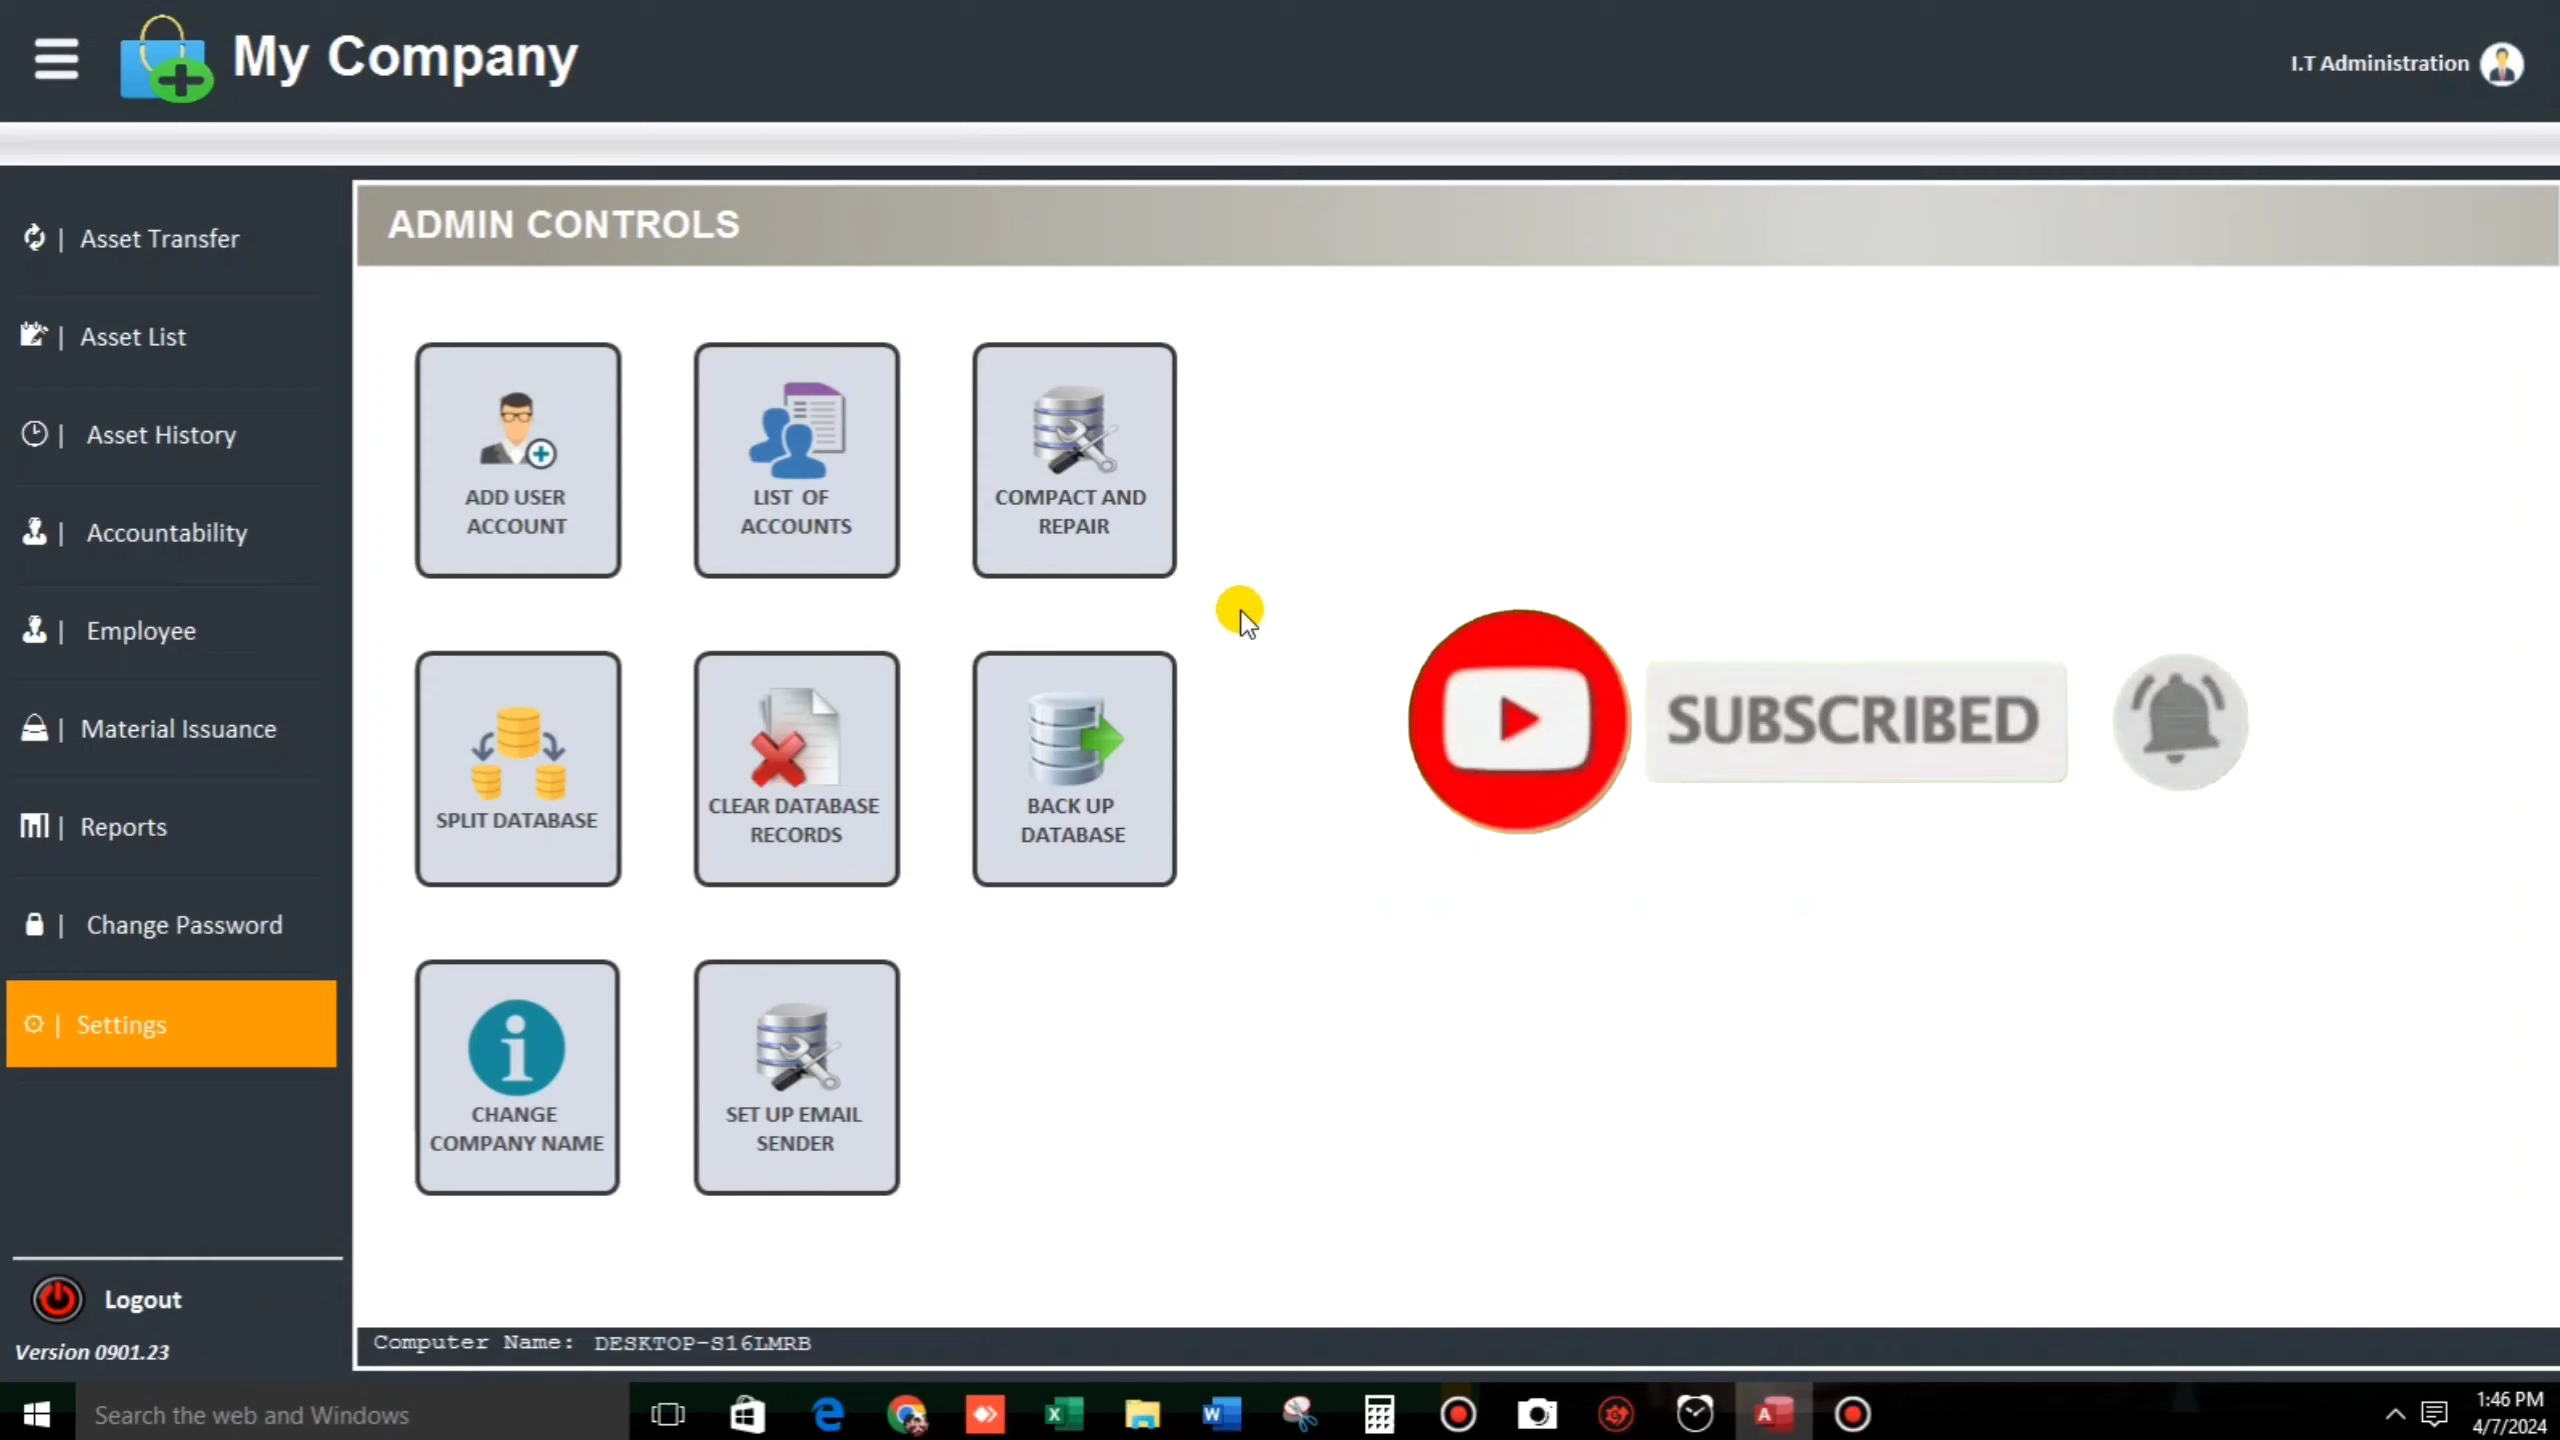 My Company
I.T Administration
| Asset Transfer
| Asset List
| Asset History
| Accountability
| Employee
| Material Issuance
| Reports
| Change Password
| Settings
Logout
Version 0901.23
ADMIN CONTROLS
ADD USER
ACCOUNT
LIST OF
ACCOUNTS
COMPACT AND
REPAIR
SPLIT DATABASE
CLEAR DATABASE
RECORDS
BACK UP
DATABASE
CHANGE
COMPANY NAME
SET UP EMAIL
SENDER
SUBSCRIBED
Computer Name: DESKTOP-S16LMRB
Search the web and Windows
1:46 PM
4/7/2024